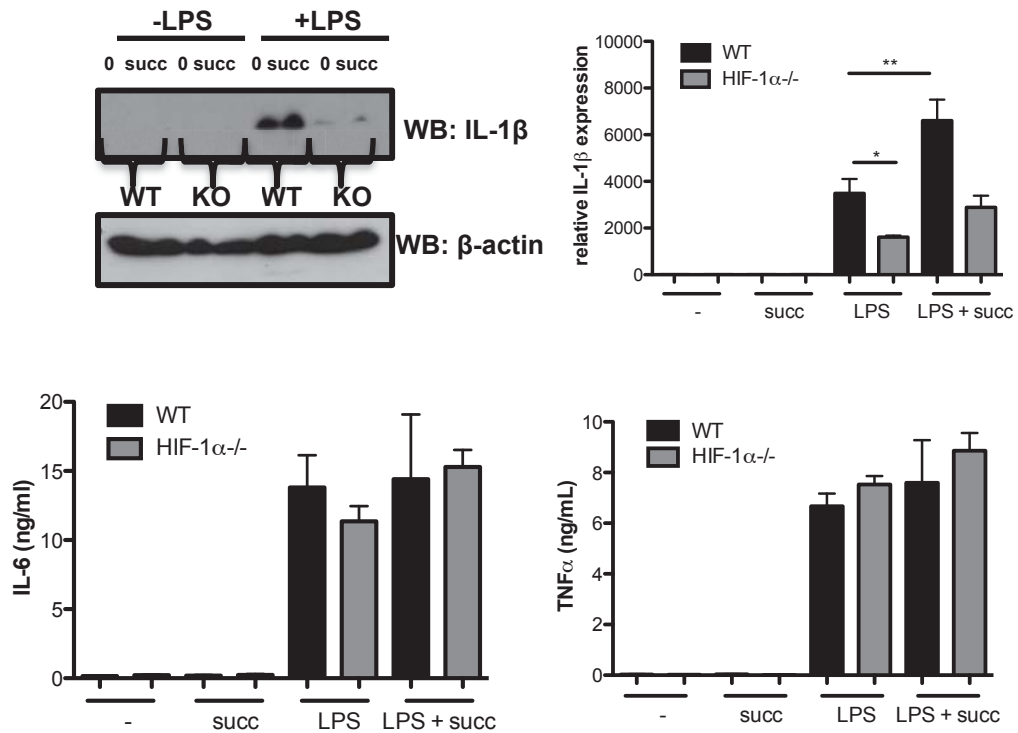 -LPS +LPS
0 succ 0 succ 0 succ 0 succ
WB: IL-1β
WT KO WT KO
WB: β-actin
relative IL-1β expression
10000
8000
6000
4000
2000
0
WT
HIF-1α-/-
**
*
- succ LPS LPS + succ
IL-6 (ng/ml)
20
15
10
5
0
WT
HIF-1α-/-
- succ LPS LPS + succ
TNFα (ng/mL)
10
8
6
4
2
0
WT
HIF-1α-/-
- succ LPS LPS + succ